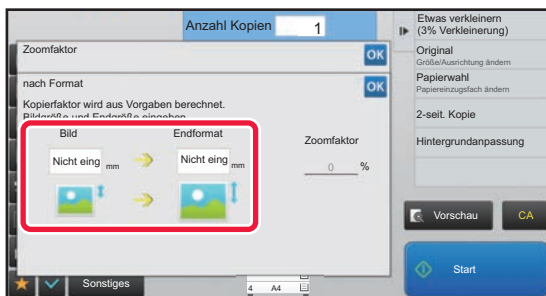 Anzahl Kopien 1
Zoomfaktor
OK
nach Format
OK
Kopierfaktor wird aus Vorgaben berechnet.
Bildgröße und Endgröße eingeben
Bild Endformat Zoomfaktor
Nicht eing mm Nicht eing mm 0 %
Sonstiges
4 A4
Etwas verkleinern
(3% Verkleinerung)
Original
Größe/Ausrichtung ändern
Papierwahl
Papiereinzugsfach ändern
2-seit. Kopie
Hintergrundanpassung
Vorschau CA
Start